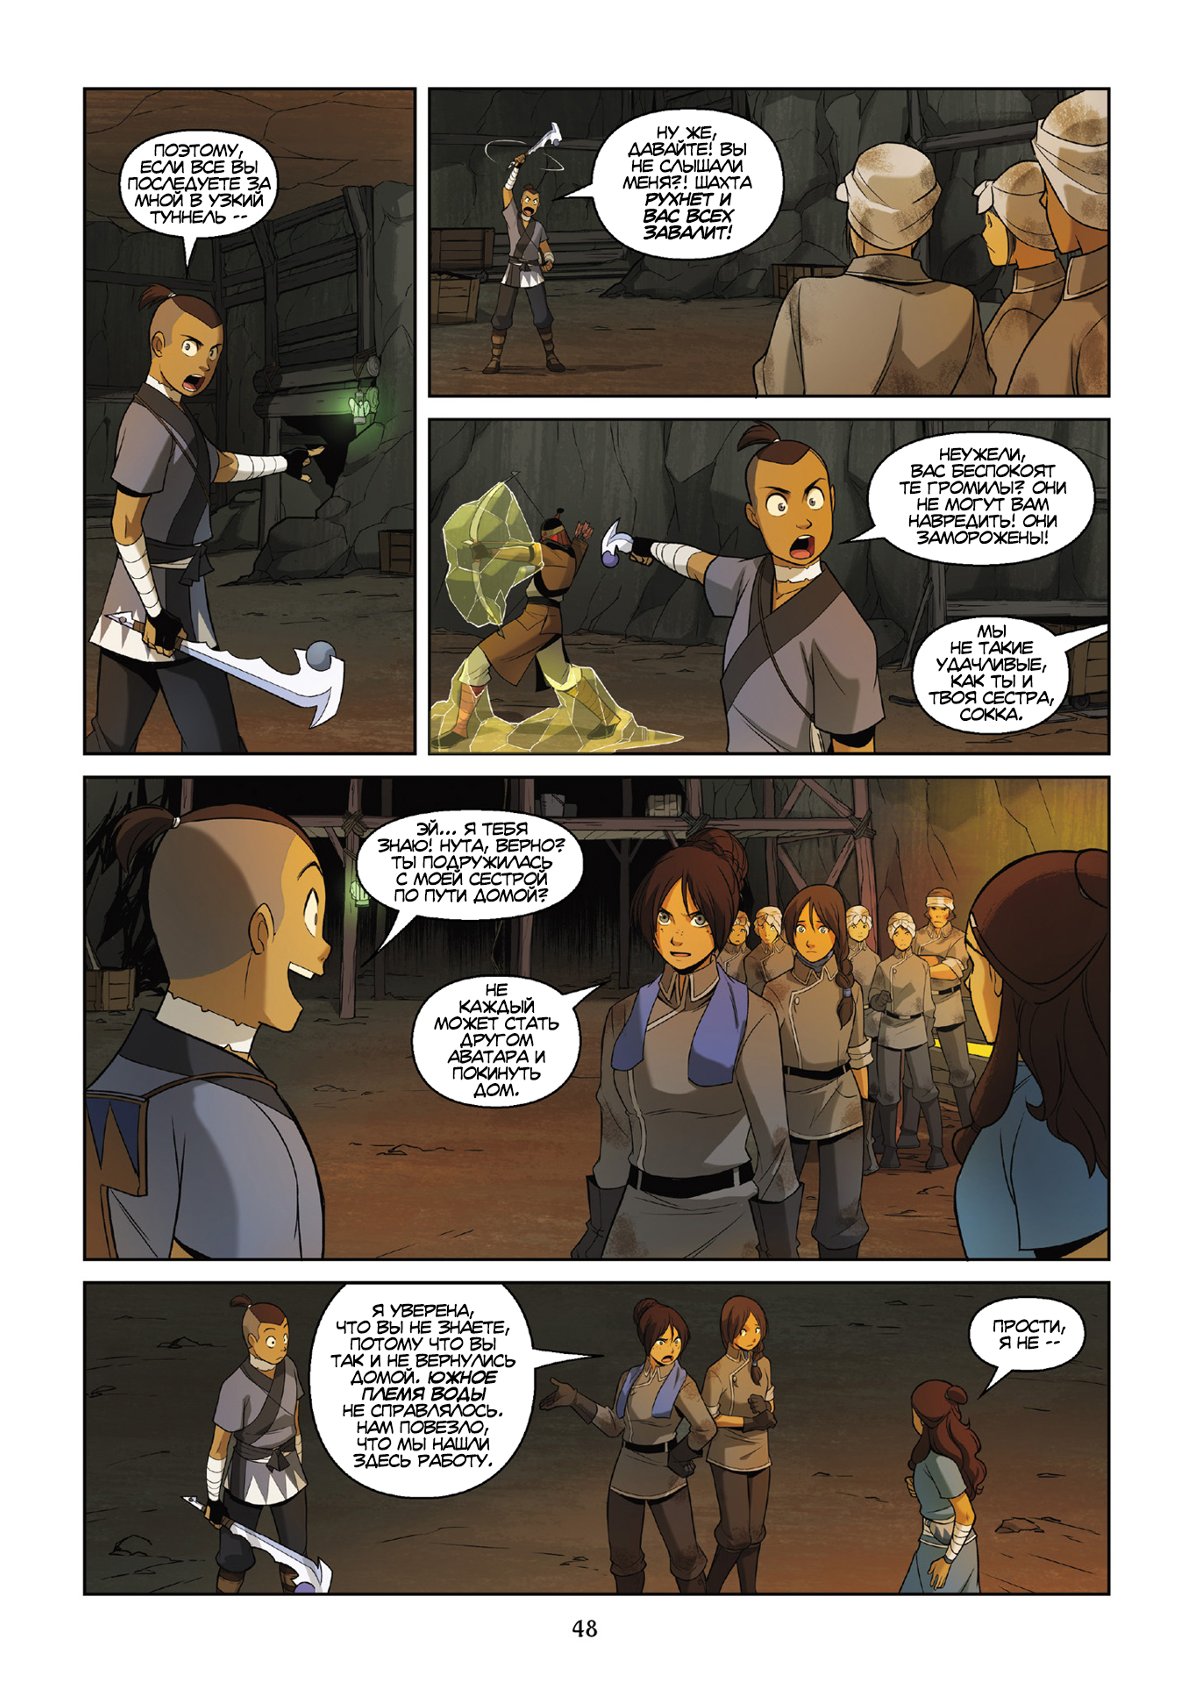 ПОЭТОМУ,
ЕСЛИ ВСЕ ВЫ
ПОСЛЕДУЕТЕ ЗА
МНОЙ В УЗКИЙ
ТУННЕЛЬ --
НУ ЖЕ,
ДАВАЙТЕ! ВЫ
НЕ СЛЫШАЛИ
МЕНЯ?! ШАХТА
РУХНЕТ И
ВАС ВСЕХ
ЗАВАЛИТ!
НЕУЖЕЛИ,
ВАС БЕСПОКОЯТ
ТЕ ГРОМИЛЫ? ОНИ
НЕ МОГУТ ВАМ
НАВРЕДИТЬ! ОНИ
ЗАМОРОЖЕНЫ!
МЫ
НЕ ТАКИЕ
УДАЧЛИВЫЕ,
КАК ТЫ И
ТВОЯ СЕСТРА,
СОККА.
ЭЙ... Я ТЕБЯ
ЗНАЮ! НУТА, ВЕРНО?
ТЫ ПОДРУЖИЛАСЬ
С МОЕЙ СЕСТРОЙ
ПО ПУТИ ДОМОЙ?
НЕ
КАЖДЫЙ
МОЖЕТ СТАТЬ
ДРУГОМ
АВАТАРА И
ПОКИНУТЬ
ДОМ.
Я УВЕРЕНА,
ЧТО ВЫ НЕ ЗНАЕТЕ,
ПОТОМУ ЧТО ВЫ
ТАК И НЕ ВЕРНУЛИСЬ
ДОМОЙ. ЮЖНОЕ
ПЛЕМЯ ВОДЫ
НЕ СПРАВЛЯЛОСЬ.
НАМ ПОВЕЗЛО,
ЧТО МЫ НАШЛИ
ЗДЕСЬ РАБОТУ.
ПРОСТИ,
Я НЕ --
48